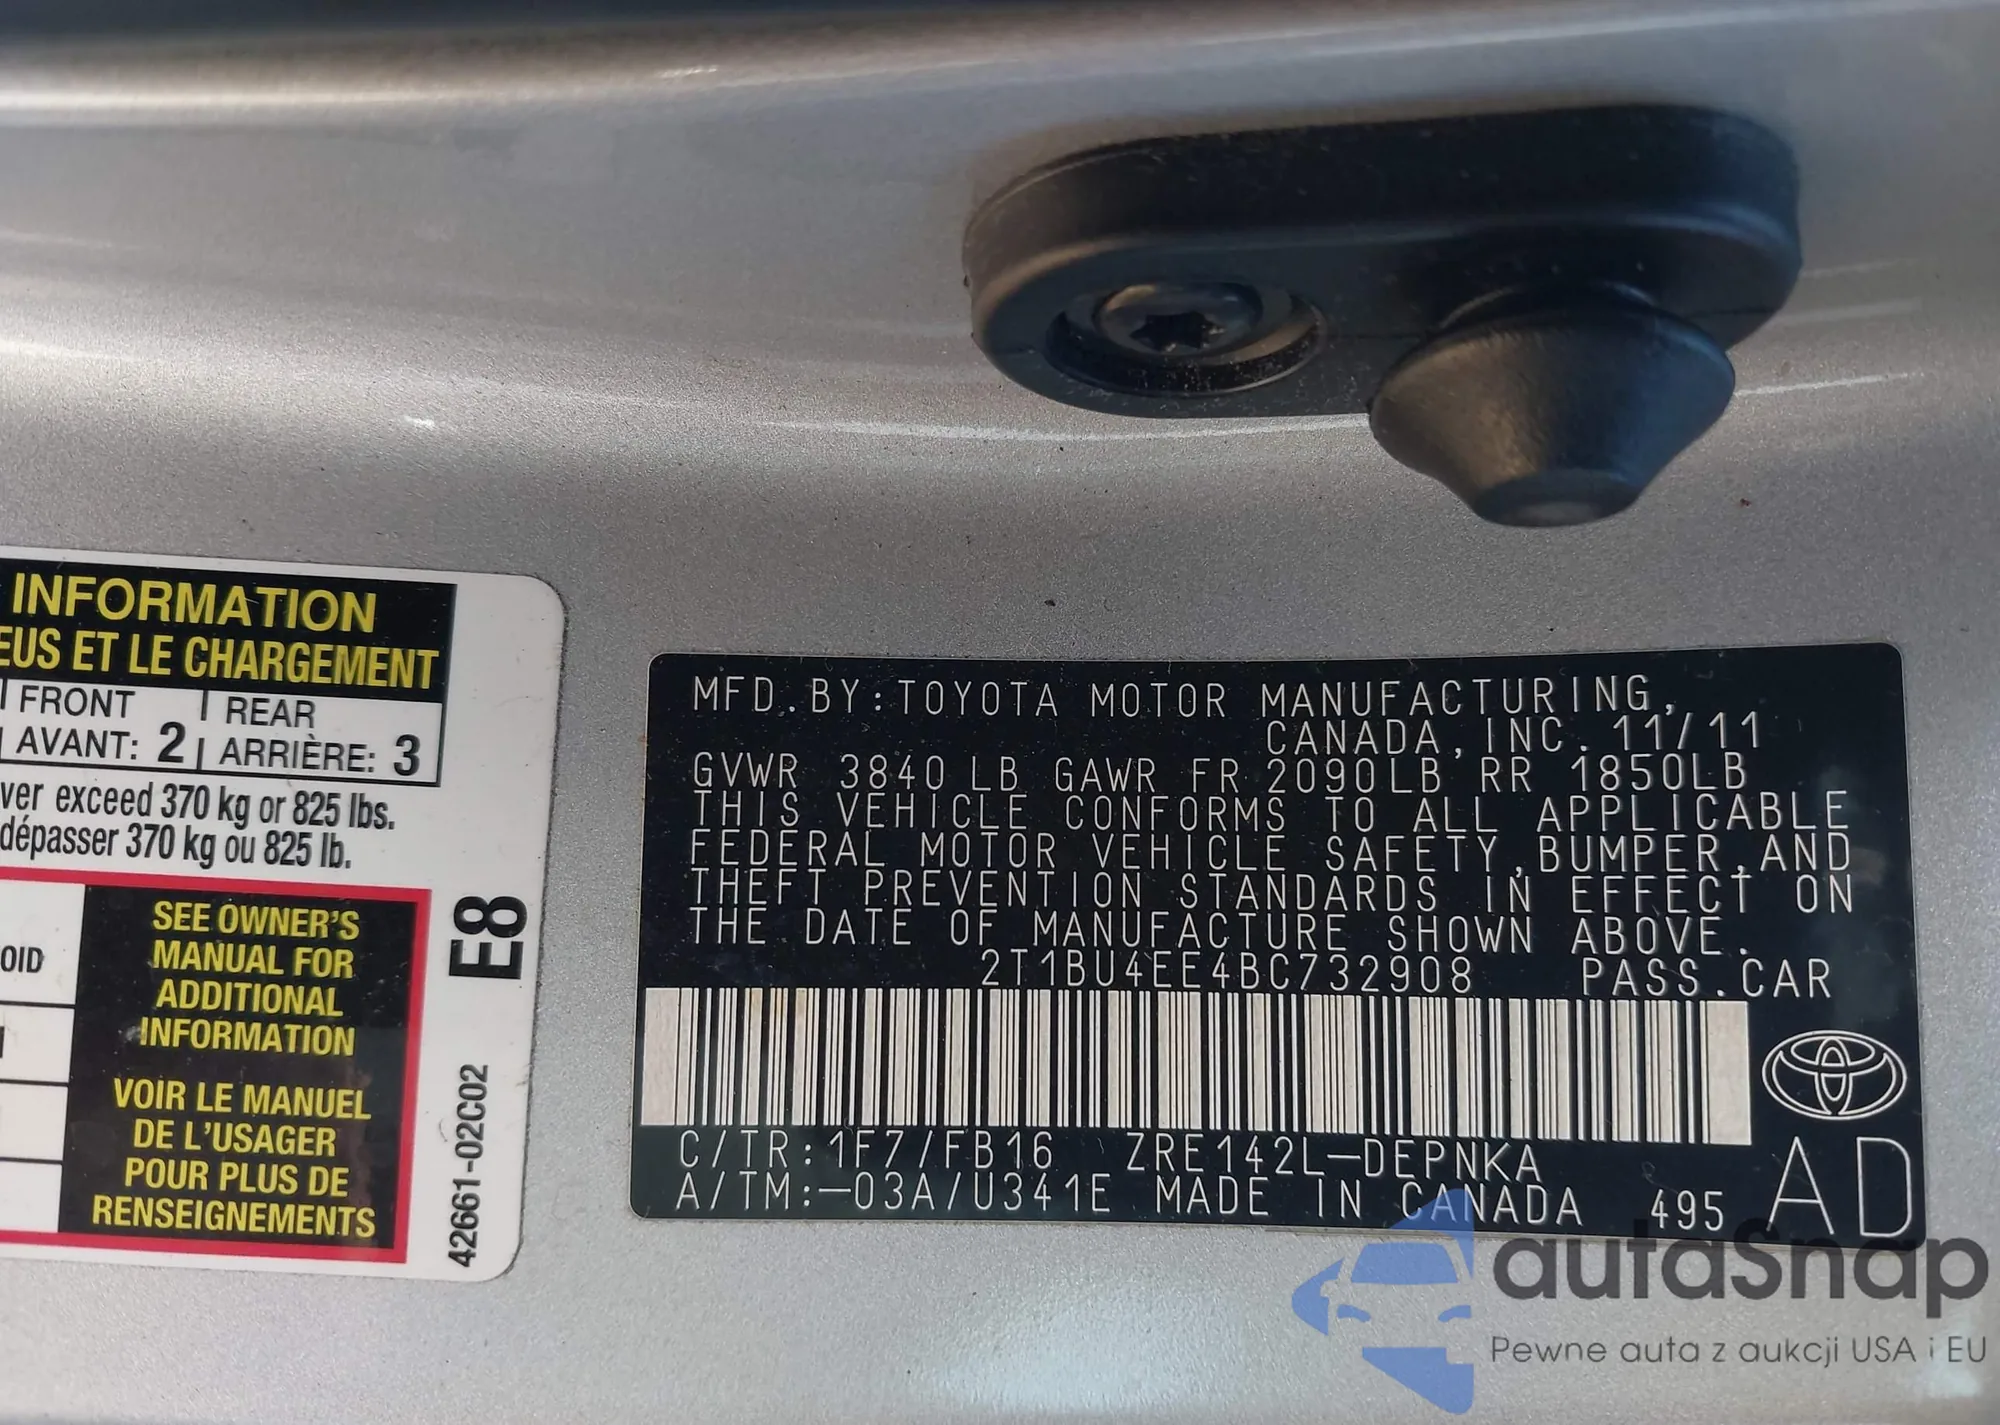 INFORMATION
EUS ET LE CHARGEMENT
FRONT REAR
AVANT: 2 ARRIÈRE: 3
ver exceed 370 kg or 825 lbs.
dépasser 370 kg ou 825 lb.
OID
SEE OWNER'S
MANUAL FOR
ADDITIONAL
INFORMATION
VOIR LE MANUEL
DE L'USAGER
POUR PLUS DE
RENSEIGNEMENTS
E8
42661-02C02
MFD. BY: TOYOTA MOTOR MANUFACTURING,
CANADA, INC. 11/11
GVWR 3840 LB GAWR FR 2090LB RR 1850LB
THIS VEHICLE CONFORMS TO ALL APPLICABLE
FEDERAL MOTOR VEHICLE SAFETY, BUMPER, AND
THEFT PREVENTION STANDARDS IN EFFECT ON
THE DATE OF MANUFACTURE SHOWN ABOVE.
2T1BU4EE4BC732908 PASS. CAR
C/TR: 1F7/FB16 ZRE142L-DEPNKA
A/TM:-03A/U341E MADE IN CANADA 495
AD
autaSnap
Pewne auta z aukcji USA i EU